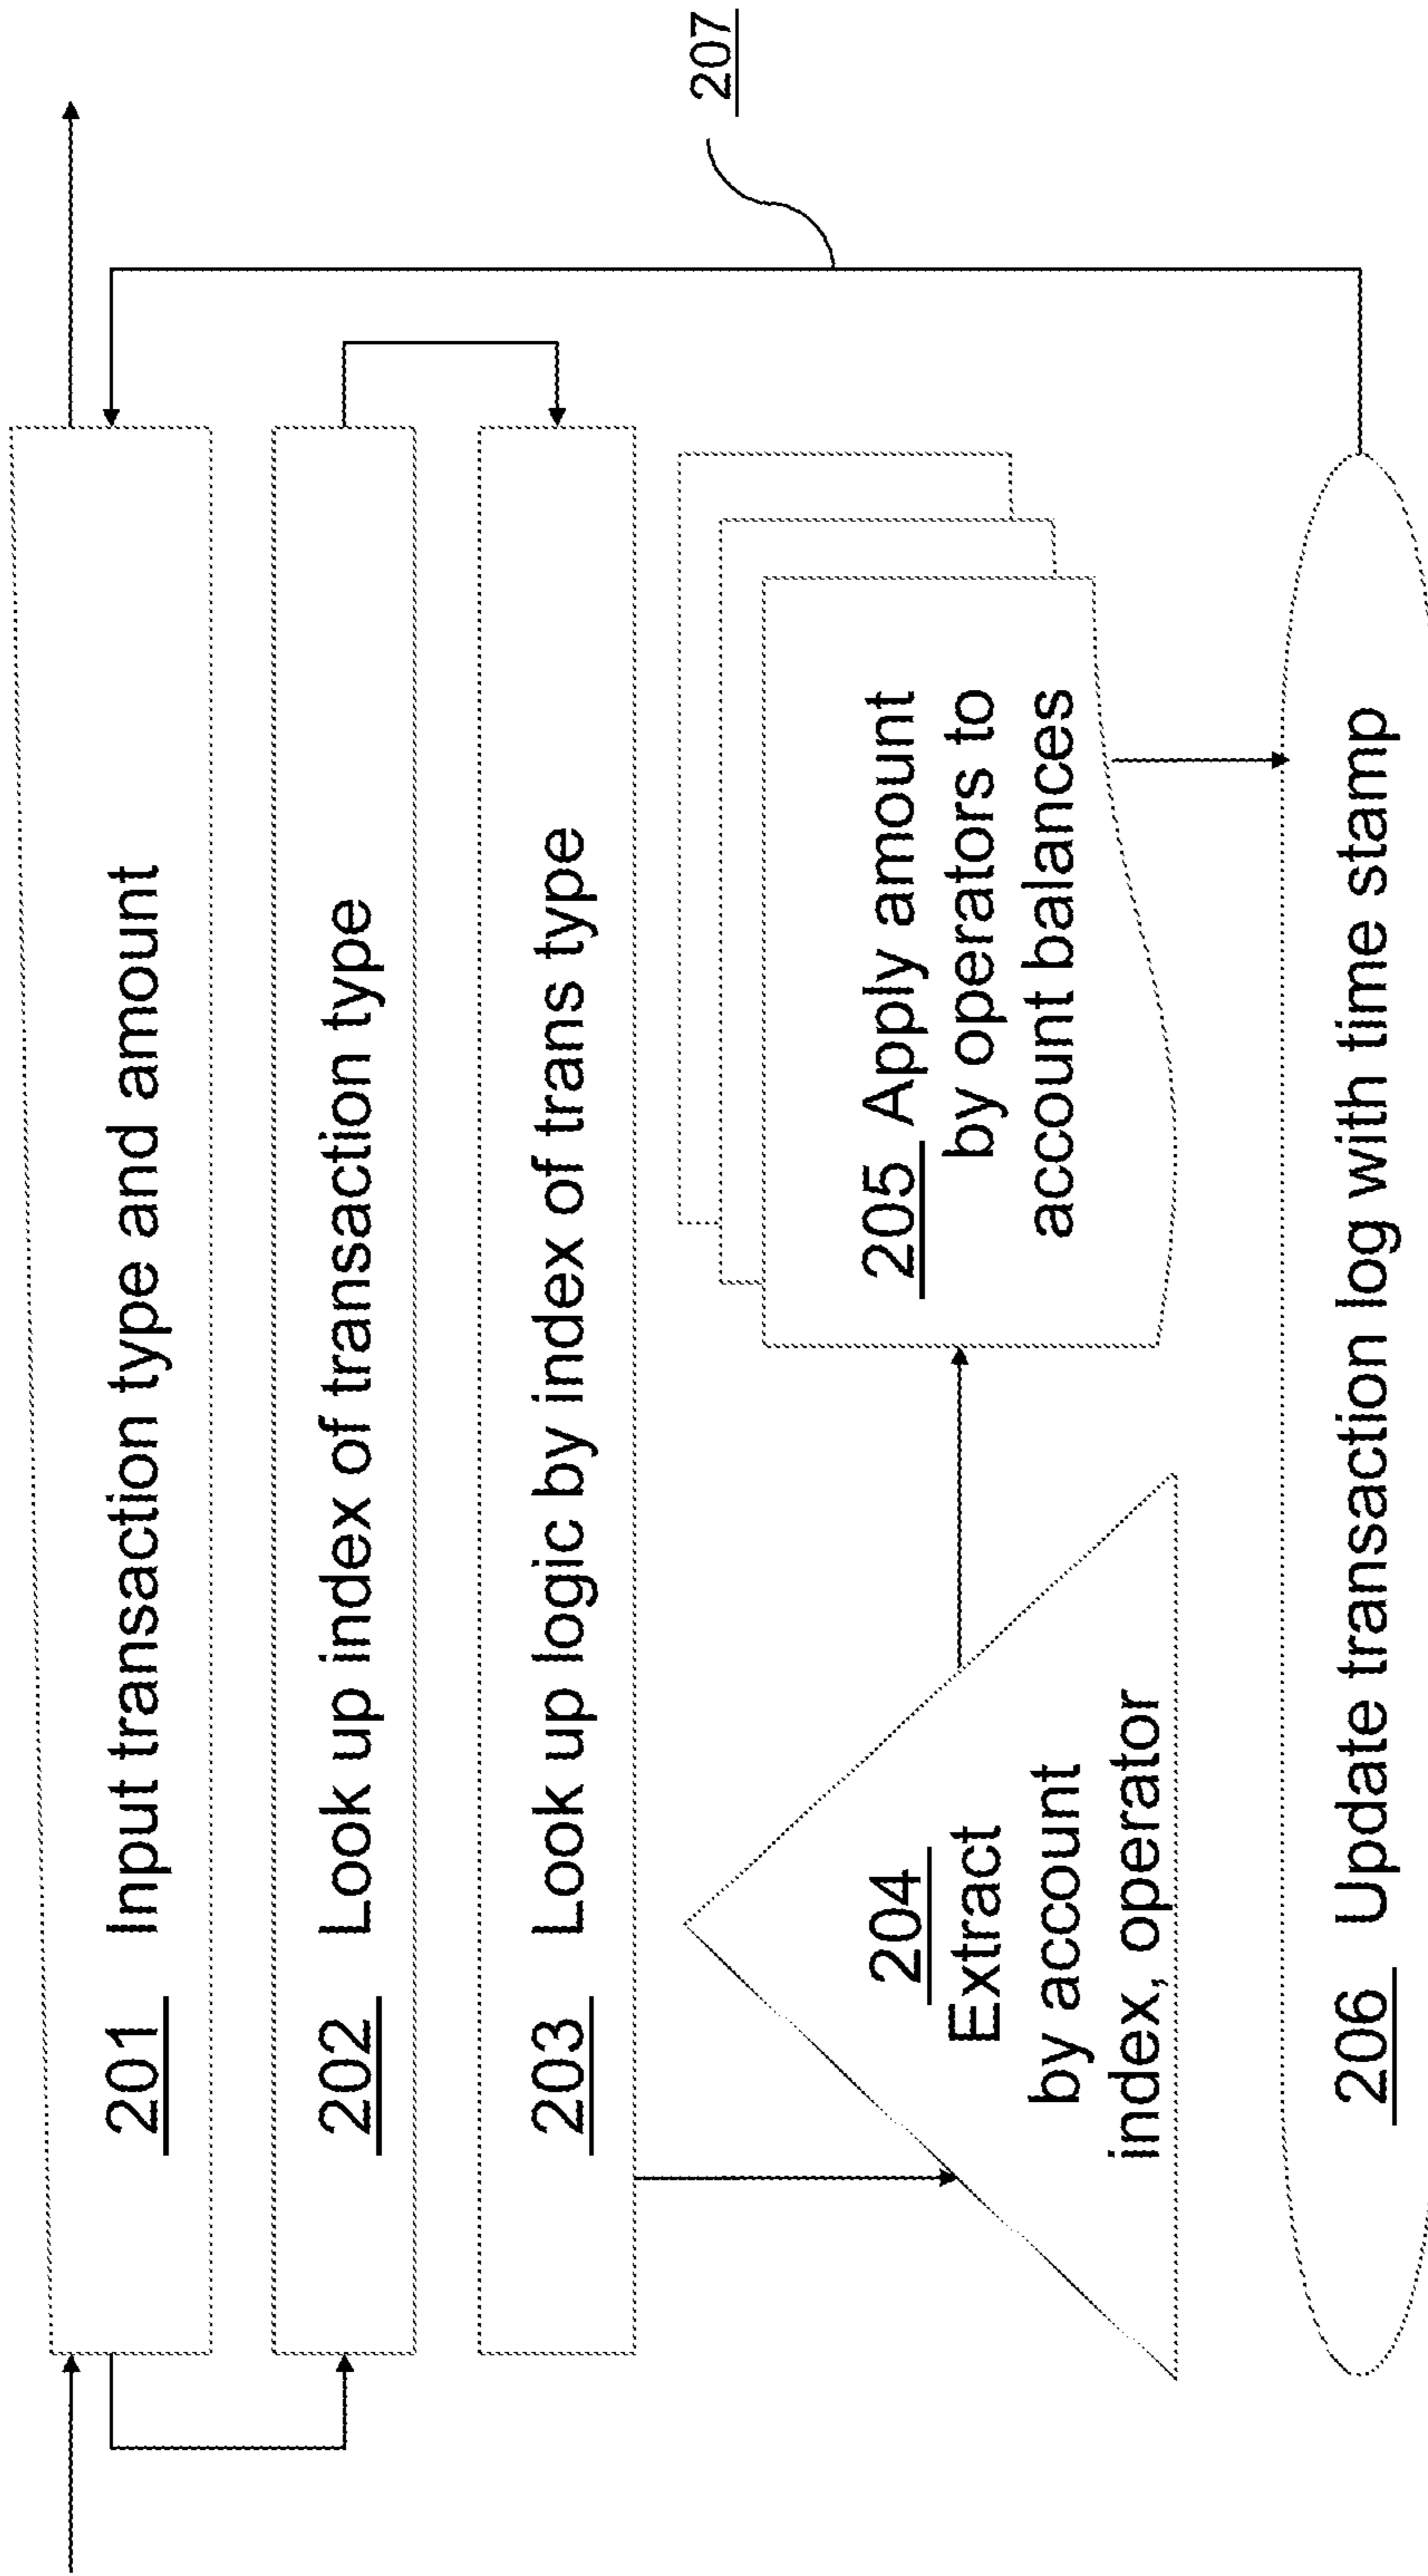 201 Input transaction type and amount
202 Look up index of transaction type
203 Look up logic by index of trans type
204
Extract
by account
index, operator
205 Apply amount
by operators to
account balances
206 Update transaction log with time stamp
207